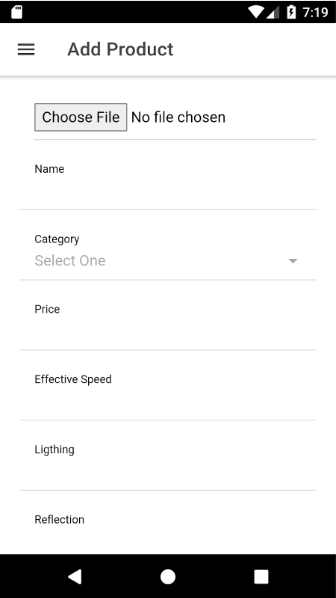 7:19
Add Product
Choose File No file chosen
Name
Category
Select One
Price
Effective Speed
Ligthing
Reflection